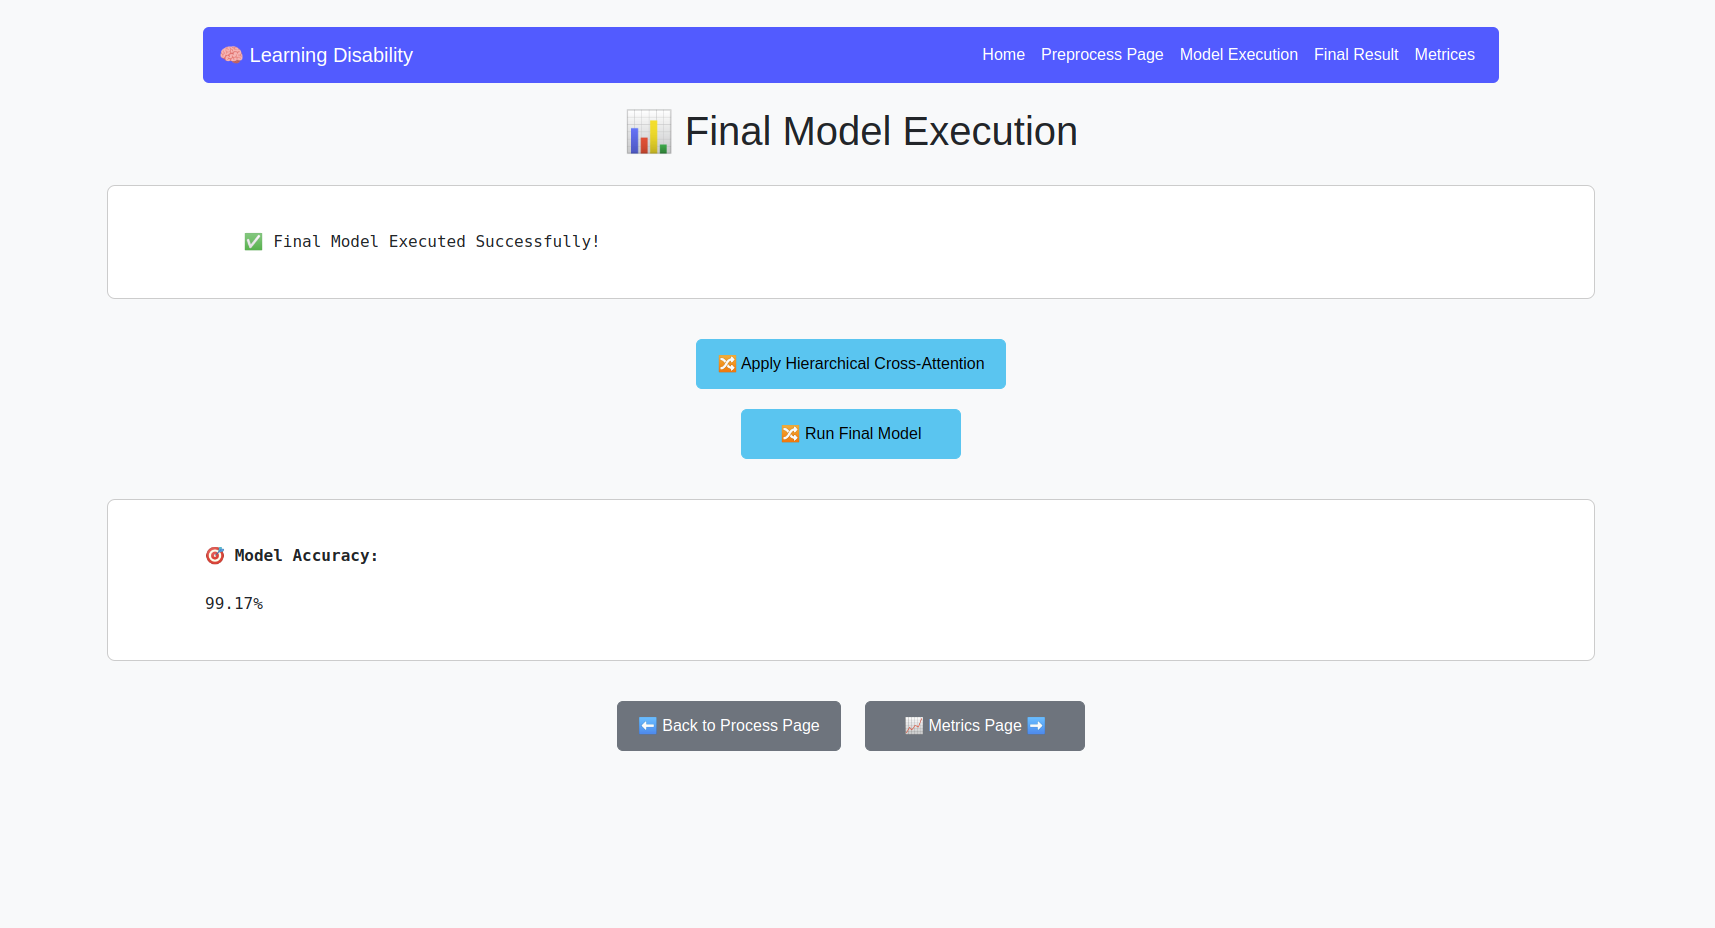 🧠 Learning Disability
Home Preprocess Page Model Execution Final Result Metrices
📊 Final Model Execution
✅ Final Model Executed Successfully!
🔀 Apply Hierarchical Cross-Attention
🔀 Run Final Model
🎯 Model Accuracy:
99.17%
⬅️ Back to Process Page
📈 Metrics Page ➡️